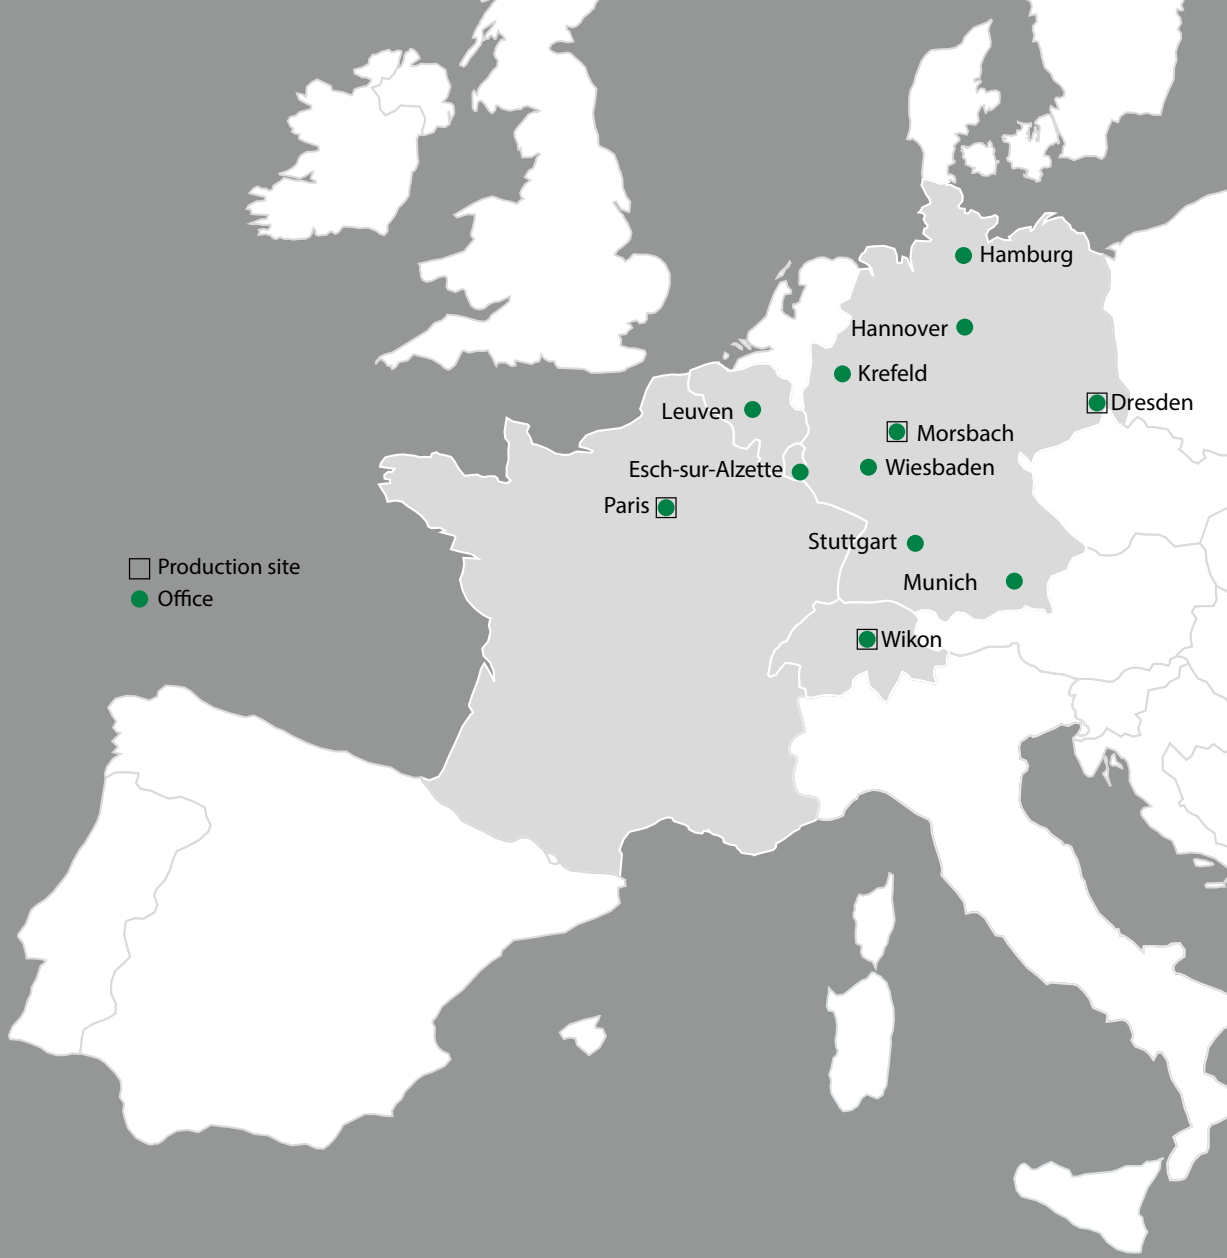 Hamburg
Hannover
Krefeld
Dresden
Leuven
Morsbach
Esch-sur-Alzette
Wiesbaden
Paris
Stuttgart
Production site
Munich
Office
Wikon